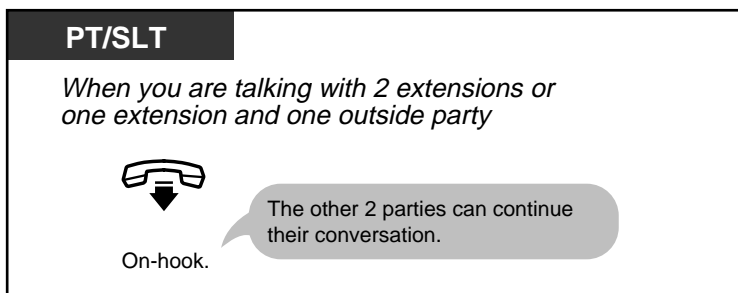 PT/SLT
When you are talking with 2 extensions or
one extension and one outside party
The other 2 parties can continue
their conversation.
On-hook.